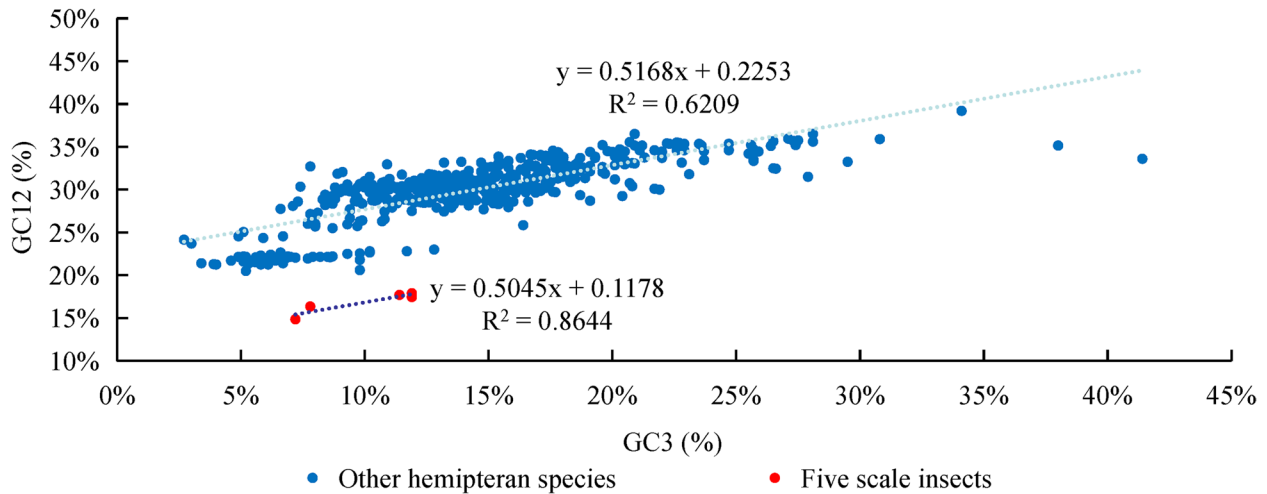 50%
45%
40%
35%
30%
25%
20%
15%
10%
GC12 (%)
y = 0.5168x + 0.2253
R² = 0.6209
y = 0.5045x + 0.1178
R² = 0.8644
0% 5% 10% 15% 20% 25% 30% 35% 40% 45%
GC3 (%)
Other hemipteran species Five scale insects